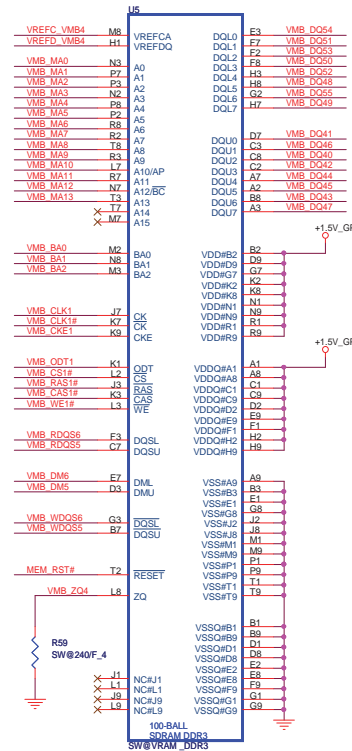 U5
VREFC_VMB4 M8 VREFCA
VREFD_VMB4 H1 VREFDQ
VMB_MA0 N3 A0
VMB_MA1 P7 A1
VMB_MA2 P3 A2
VMB_MA3 N2 A3
VMB_MA4 P8 A4
VMB_MA5 P2 A5
VMB_MA6 R8 A6
VMB_MA7 R2 A7
VMB_MA8 T8 A8
VMB_MA9 R3 A9
VMB_MA10 L7 A10/AP
VMB_MA11 R7 A11
VMB_MA12 N7 A12/BC
VMB_MA13 T3 A13
T7 A14
M7 A15
VMB_BA0 M2 BA0
VMB_BA1 N8 BA1
VMB_BA2 M3 BA2
VMB_CLK1 J7 CK
VMB_CLK1# K7 CK
VMB_CKE1 K9 CKE
VMB_ODT1 K1 ODT
VMB_CS1# L2 CS
VMB_RAS1# J3 RAS
VMB_CAS1# K3 CAS
VMB_WE1# L3 WE
VMB_RDQS6 F3 DQSL
VMB_RDQS5 C7 DQSU
VMB_DM6 E7 DML
VMB_DM5 D3 DMU
VMB_WDQS6 G3 DQSL
VMB_WDQS5 B7 DQSU
MEM_RST# T2 RESET
VMB_ZQ4 L8 ZQ
R59
SW@240/F_4
J1 NC#J1
L1 NC#L1
J9 NC#J9
L9 NC#L9
DQL0 E3 VMB_DQ54
DQL1 F7 VMB_DQ51
DQL2 F2 VMB_DQ53
DQL3 F8 VMB_DQ50
DQL4 H3 VMB_DQ52
DQL5 H8 VMB_DQ48
DQL6 G2 VMB_DQ55
DQL7 H7 VMB_DQ49
DQU0 D7 VMB_DQ41
DQU1 C3 VMB_DQ46
DQU2 C8 VMB_DQ40
DQU3 C2 VMB_DQ42
DQU4 A7 VMB_DQ44
DQU5 A2 VMB_DQ45
DQU6 B8 VMB_DQ43
DQU7 A3 VMB_DQ47
+1.5V_GF
VDD#B2 B2
VDD#D9 D9
VDD#G7 G7
VDD#K2 K2
VDD#K8 K8
VDD#N1 N1
VDD#N9 N9
VDD#R1 R1
VDD#R9 R9
+1.5V_GF
VDDQ#A1 A1
VDDQ#A8 A8
VDDQ#C1 C1
VDDQ#C9 C9
VDDQ#D2 D2
VDDQ#E9 E9
VDDQ#F1 F1
VDDQ#H2 H2
VDDQ#H9 H9
VSS#A9 A9
VSS#B3 B3
VSS#E1 E1
VSS#G8 G8
VSS#J2 J2
VSS#J8 J8
VSS#M1 M1
VSS#M9 M9
VSS#P1 P1
VSS#P9 P9
VSS#T1 T1
VSS#T9 T9
VSSQ#B1 B1
VSSQ#B9 B9
VSSQ#D1 D1
VSSQ#D8 D8
VSSQ#E2 E2
VSSQ#E8 E8
VSSQ#F9 F9
VSSQ#G1 G1
VSSQ#G9 G9
100-BALL
SDRAM DDR3
SW@VRAM _DDR3